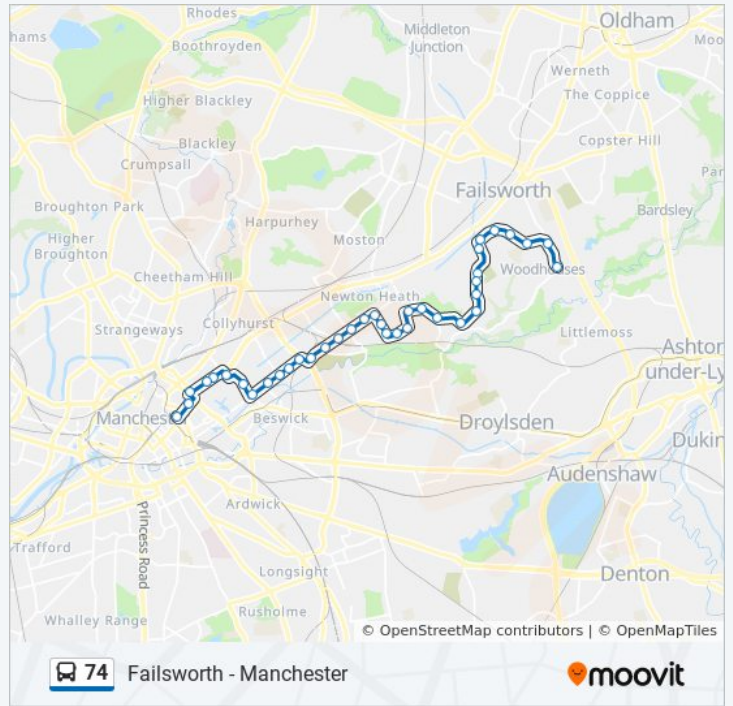 Rhodes
Oldham
hams
Middleton
Junction
Moo
Boothroyden
Werneth
The Coppice
Higher Blackley
Blackley
Copster Hill
Crumpsall
Par
Failsworth
Broughton Park
Bardsley
Harpurhey
Higher
Broughton
Moston
Woodhouses
Cheetham Hill
Newton Heath
Strangeways
Collyhurst
Littlemoss
Ashton
under-Ly
Manchest
Beswick
Droylsden
Dukin
Audenshaw
Ardwick
Princess Road
Trafford
Longsight
Denton
Rusholme
Whalley Range
© OpenStreetMap contributors | © OpenMapTiles
74 Failsworth - Manchester
moovit